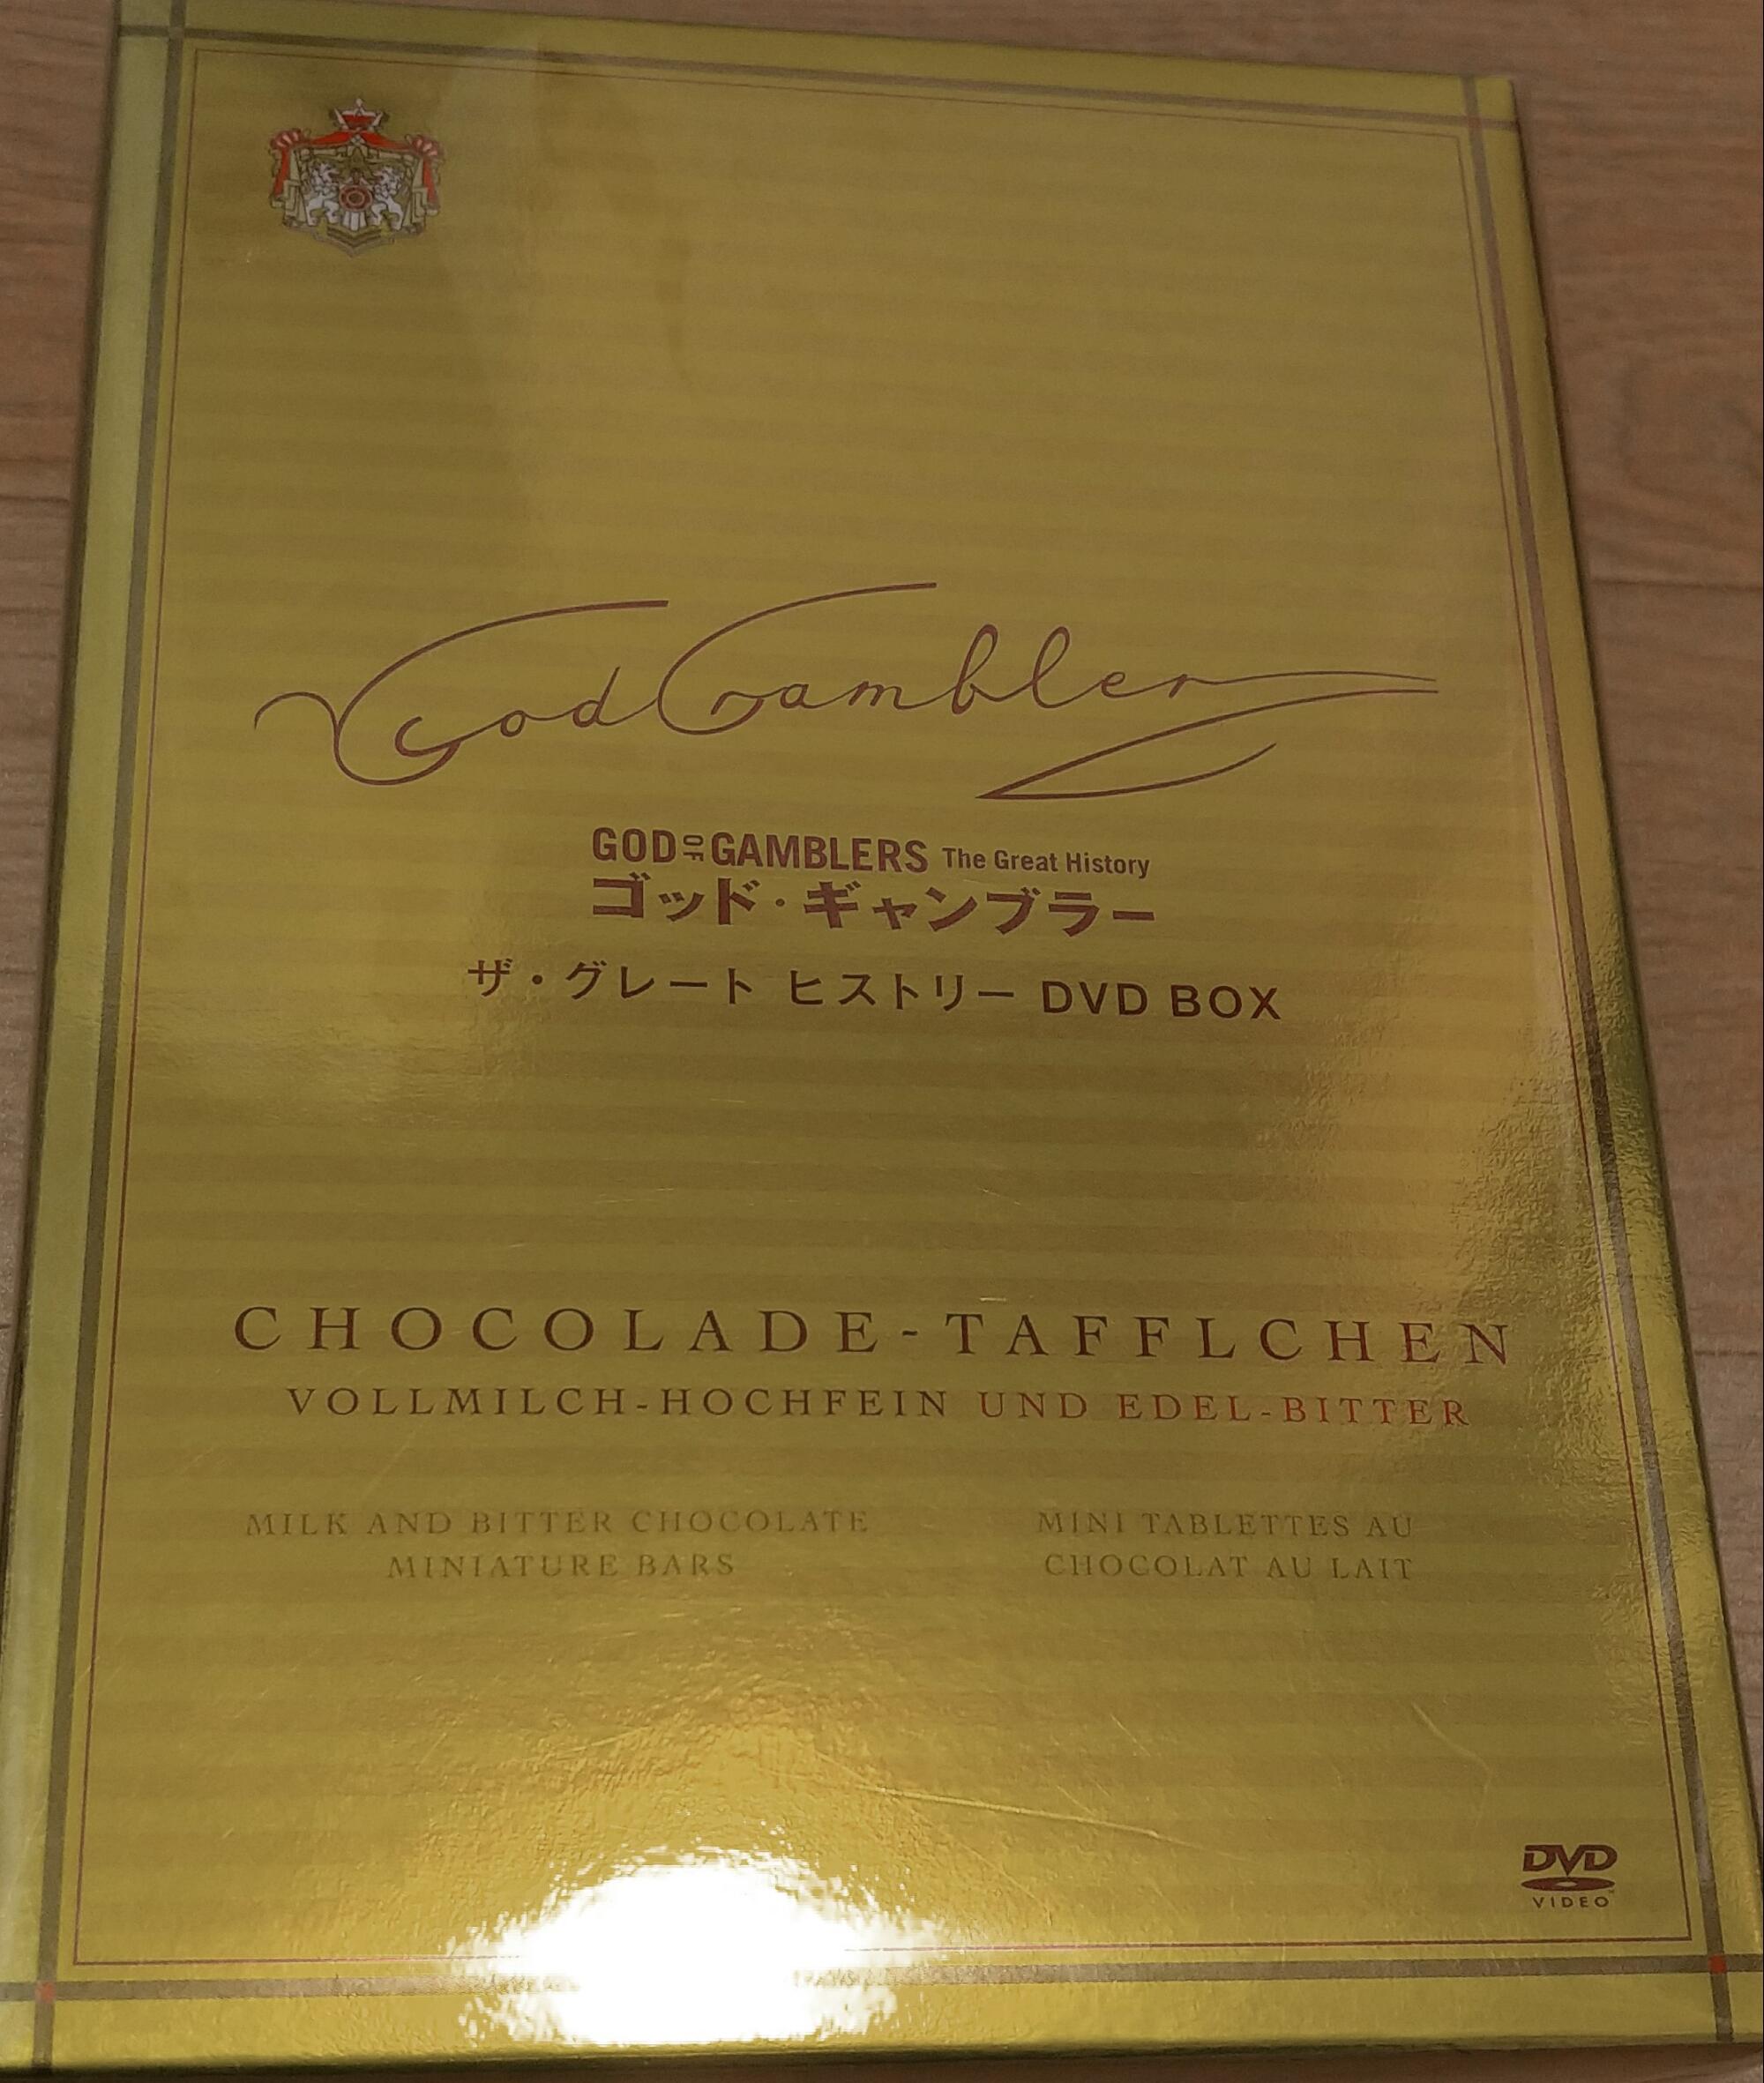 God Gambler
GOD OF GAMBLERS The Great History
ゴッド・ギャンブラー
ザ・グレート ヒストリー DVD BOX
CHOCOLADE-TAFFLCHEN
VOLLMILCH-HOCHFEIN UND EDEL-BITTER
MILK AND BITTER CHOCOLATE
MINIATURE BARS
MINI TABLETTES AU
CHOCOLAT AU LAIT
DVD
VIDEO